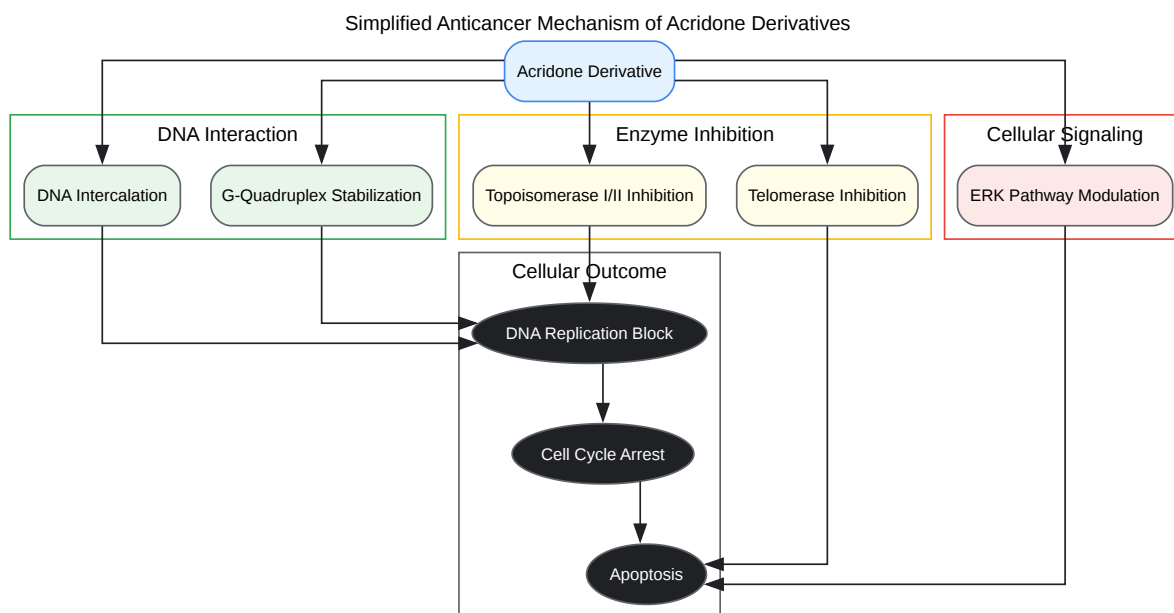 Simplified Anticancer Mechanism of Acridone Derivatives
Acridone Derivative
DNA Interaction
Enzyme Inhibition
Cellular Signaling
DNA Intercalation
G-Quadruplex Stabilization
Topoisomerase I/II Inhibition
Telomerase Inhibition
ERK Pathway Modulation
Cellular Outcome
DNA Replication Block
Cell Cycle Arrest
Apoptosis